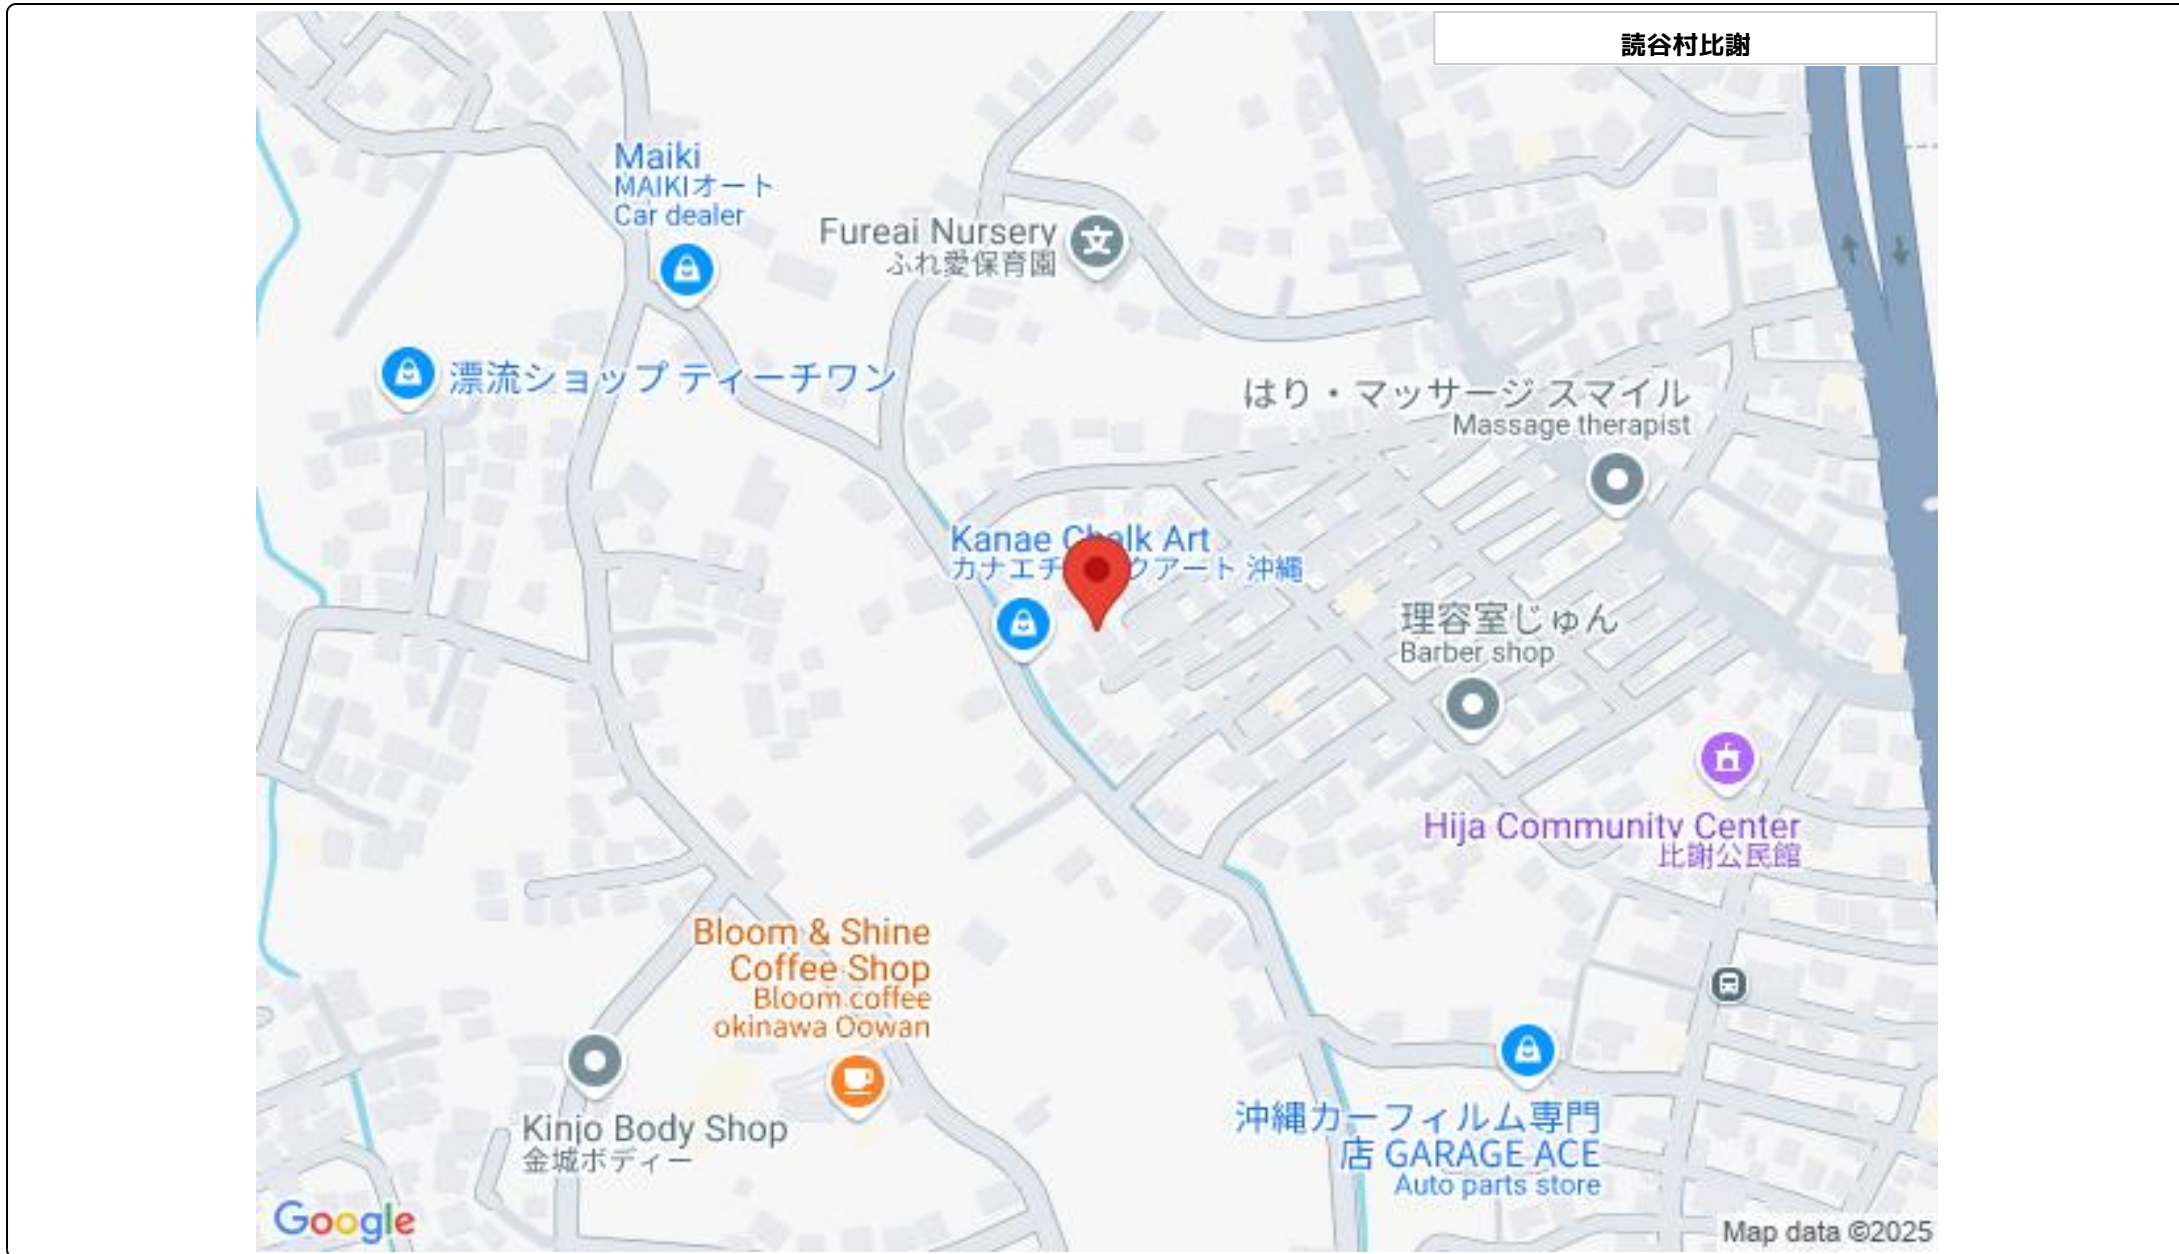 読谷村比謝
Maiki
MAIKIオート
Car dealer
Fureai Nursery
ふれ愛保育園
漂流ショップ ティーチワン
はり・マッサージ スマイル
Massage therapist
Kanae Chalk Art
カナエチ クアート 沖縄
理容室じゅん
Barber shop
Hija Community Center
比謝公民館
Bloom & Shine
Coffee Shop
Bloom coffee
okinawa Oowan
Kinjo Body Shop
金城ボディー
沖縄カーフィルム専門
店 GARAGE ACE
Auto parts store
Google
Map data ©2025